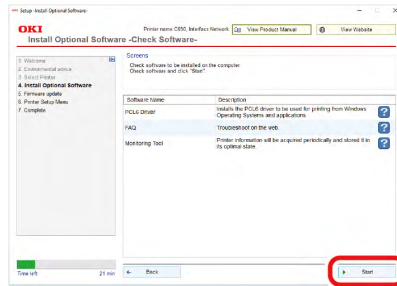 Setup -Install Optional Software-
OKI
Printer name C650, Interface Network
View Product Manual
View Website
Install Optional Software -Check Software-
1. Welcome
2. Environmental advice
3. Select Printer
4. Install Optional Software
5. Firmware update
6. Printer Setup Menu
7. Complete
Screens
Check software to be installed on the computer.
Check software and click "Start".
Software Name
Description
PCL6 Driver
Installs the PCL6 driver to be used for printing from Windows
Operating Systems and applications.
FAQ
Troubleshoot on the web.
Monitoring Tool
Printer information will be acquired periodically and stored it in
its optimal state.
Time left
21 min
Back
Start